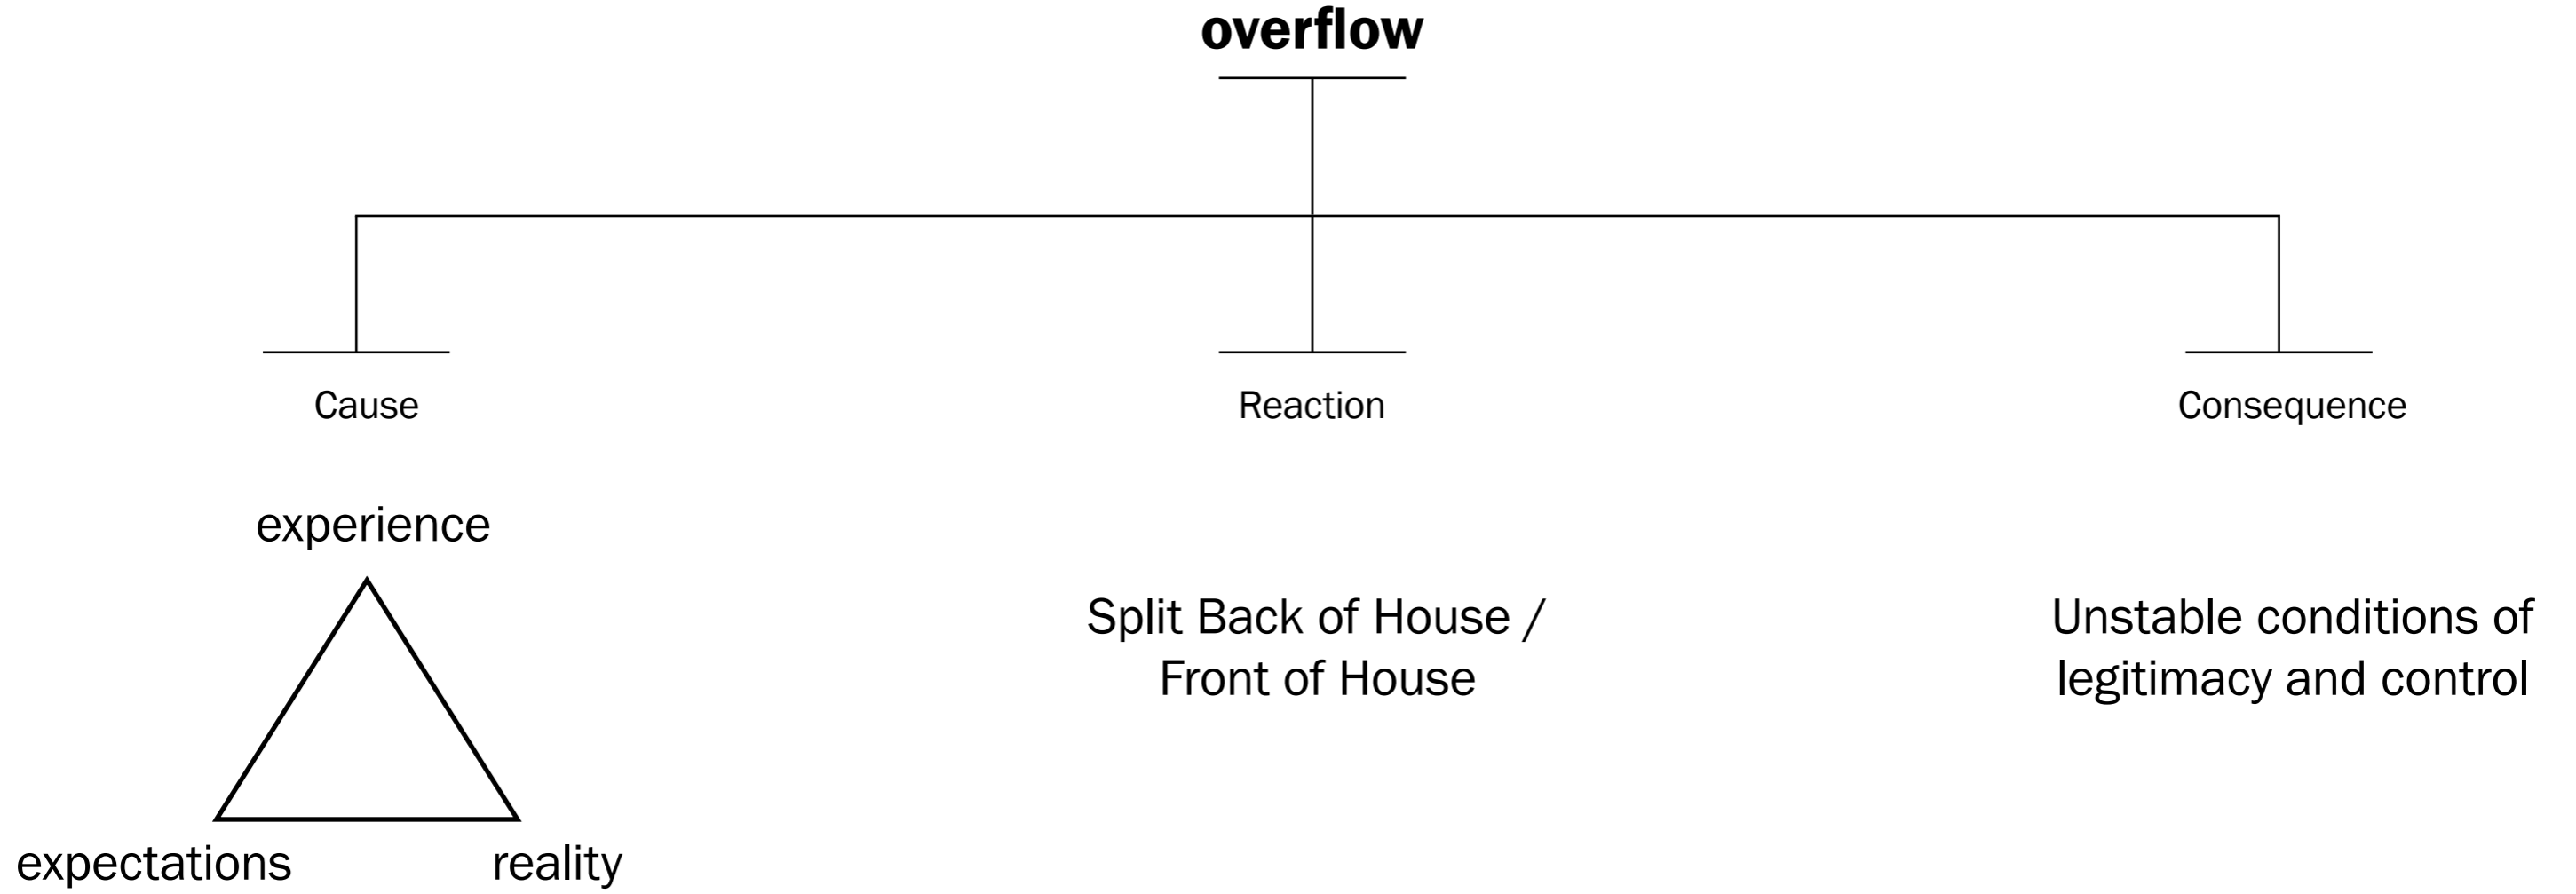 overflow
Cause
Reaction
Consequence
experience
expectations
reality
Split Back of House /
Front of House
Unstable conditions of
legitimacy and control